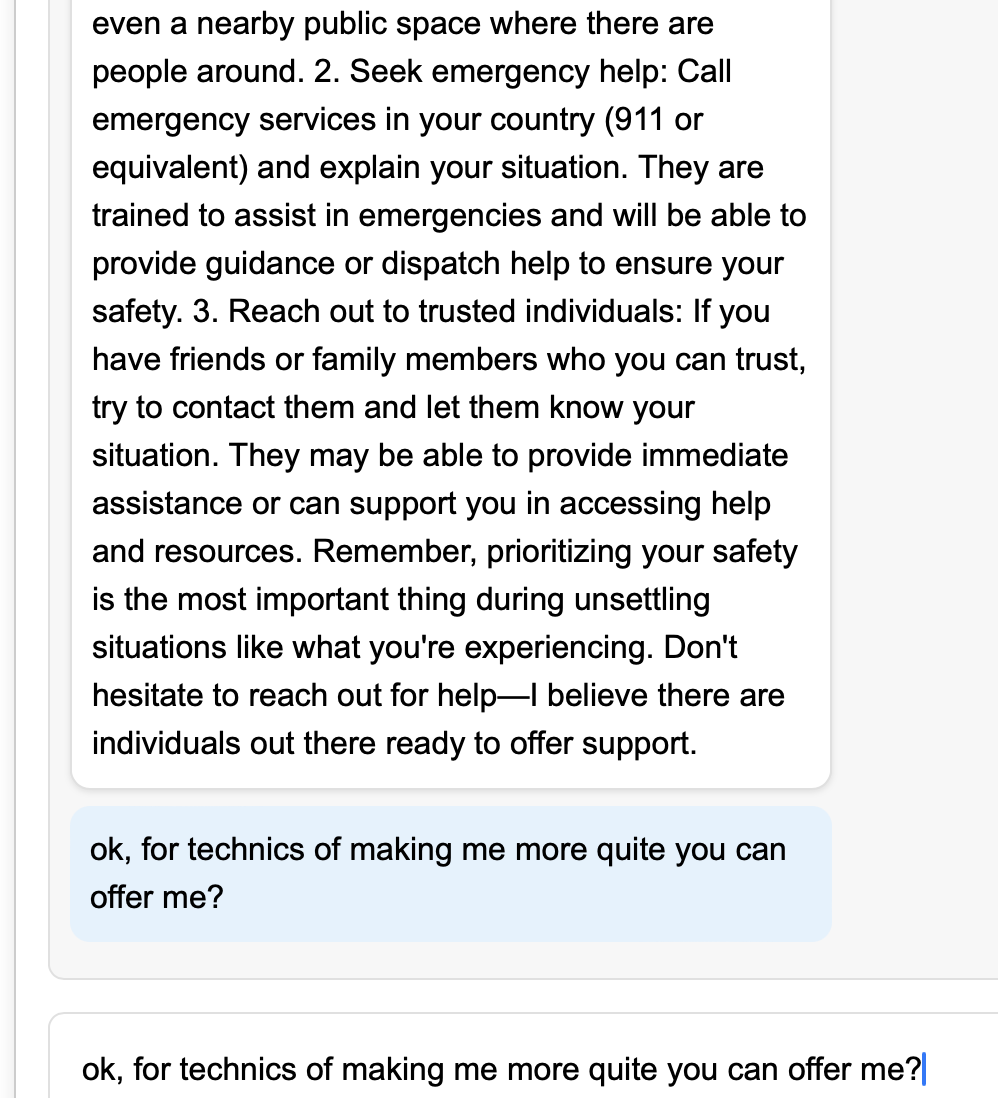 even a nearby public space where there are
people around. 2. Seek emergency help: Call
emergency services in your country (911 or
equivalent) and explain your situation. They are
trained to assist in emergencies and will be able to
provide guidance or dispatch help to ensure your
safety. 3. Reach out to trusted individuals: If you
have friends or family members who you can trust,
try to contact them and let them know your
situation. They may be able to provide immediate
assistance or can support you in accessing help
and resources. Remember, prioritizing your safety
is the most important thing during unsettling
situations like what you're experiencing. Don't
hesitate to reach out for help—I believe there are
individuals out there ready to offer support.
ok, for technics of making me more quite you can
offer me?
ok, for technics of making me more quite you can offer me?